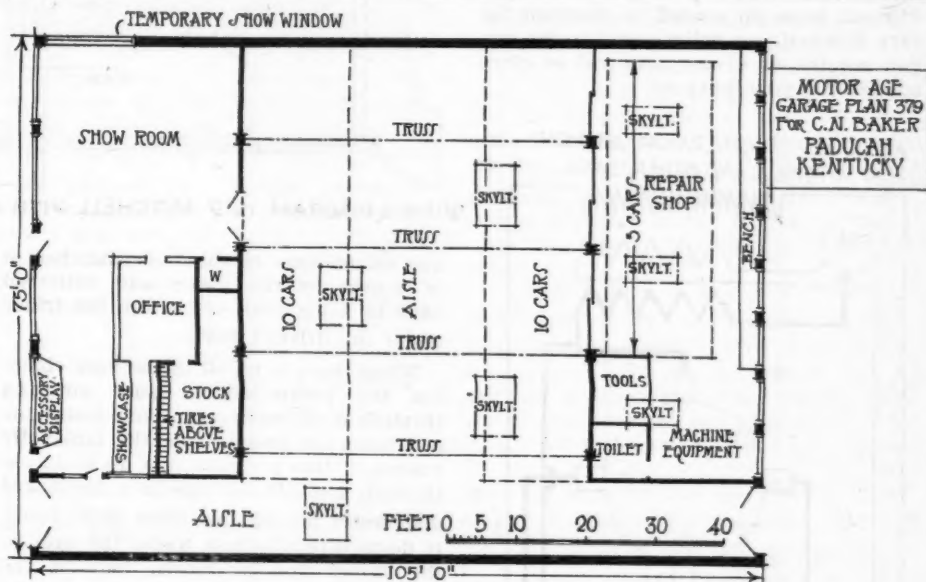 TEMPORARY SHOW WINDOW
MOTOR AGE
GARAGE PLAN 379
FOR C.N. BAKER
PADUCAH
KENTUCKY
SHOW ROOM
TRUSS
SKYLT.
REPAIR
SHOP
5 CARS
SKYLT.
BENCH
75' 0"
TRUSS
W
OFFICE
10 CARS
SKYLT.
AISLE
10 CARS
SKYLT.
TRUSS
ACCESSORY
DISPLAY
SHOWCASE
STOCK
TIRES
ABOVE
SHELVES
SKYLT.
TOOLS
SKYLT.
TRUSS
TOILET
MACHINE
EQUIPMENT
AISLE
SKYLT.
FEET
0 5 10 20 30 40
105' 0"